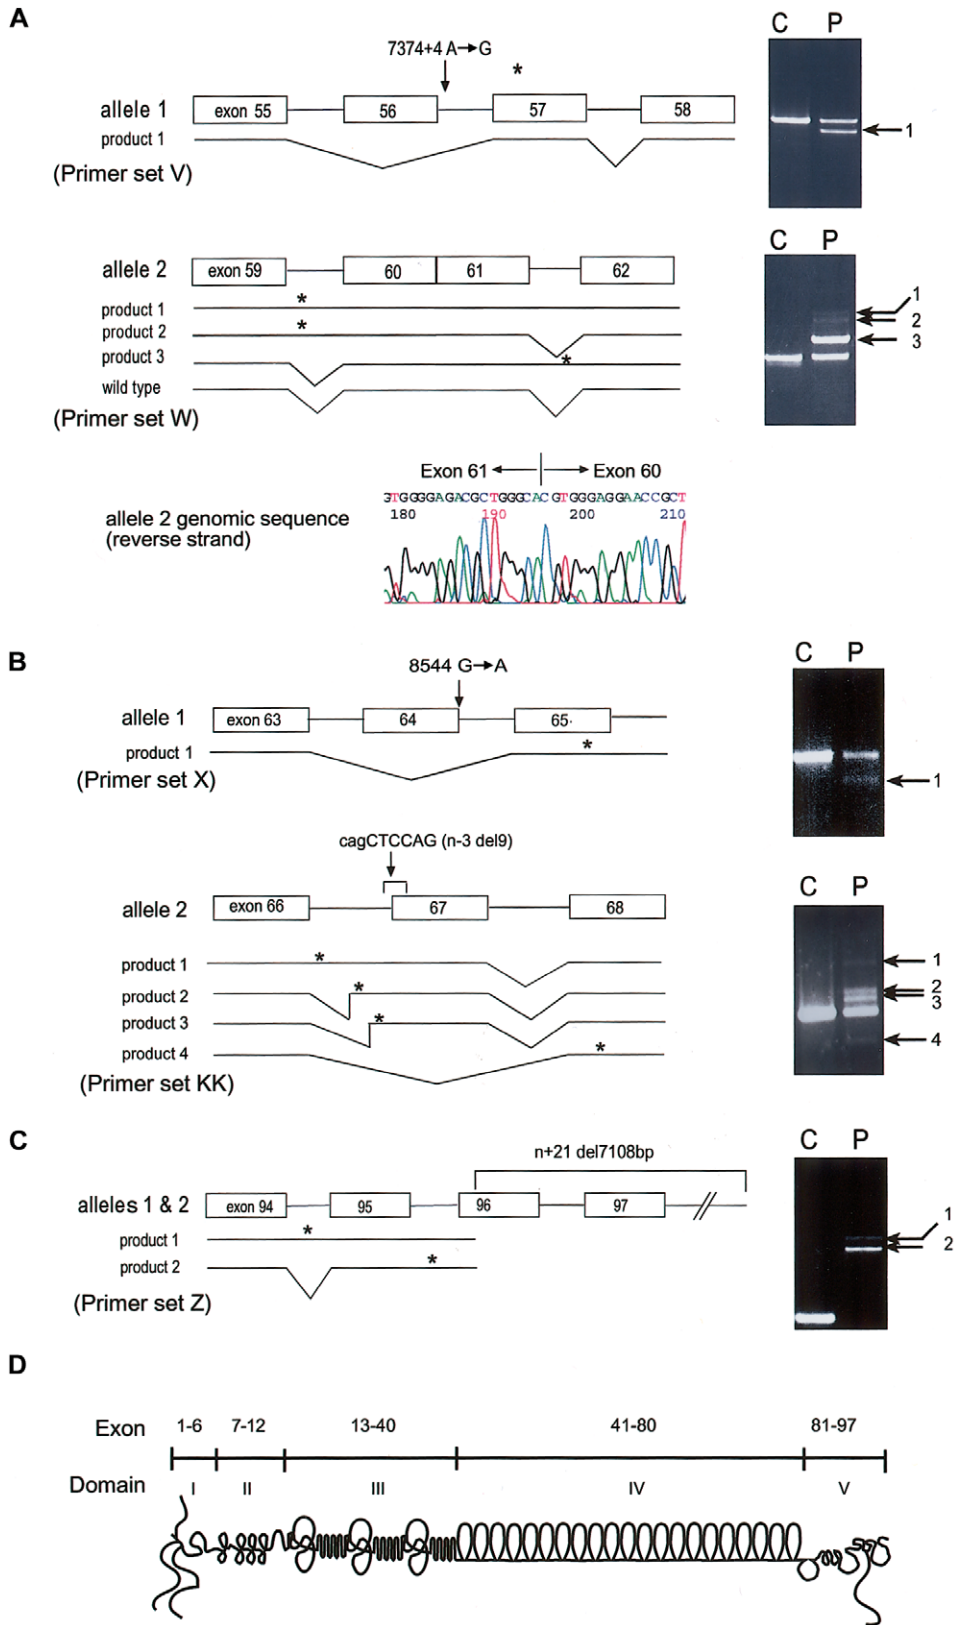 A
C P
7374+4 A→G
*
allele 1 exon 55 56 57 58
product 1
1
(Primer set V)
C P
allele 2 exon 59 60 61 62
1
2
3
*
product 1
*
product 2
*
product 3
wild type
(Primer set W)
Exon 61 Exon 60
GTGGGGAGACGCTGGGCACGTGGGAGGAACCGCT
180 190 200 210
allele 2 genomic sequence
(reverse strand)
B
C P
8544 G→A
allele 1 exon 63 64 65
*
product 1
1
(Primer set X)
cagCTCCAG (n-3 del9)
C P
allele 2 exon 66 67 68
1
2
3
4
*
product 1
*
product 2
*
product 3
*
product 4
(Primer set KK)
C
C P
n+21 del7108bp
alleles 1 & 2 exon 94 95 96 97
1
2
*
product 1
*
product 2
(Primer set Z)
D
Exon 1-6 7-12 13-40 41-80 81-97
Domain I II III IV V